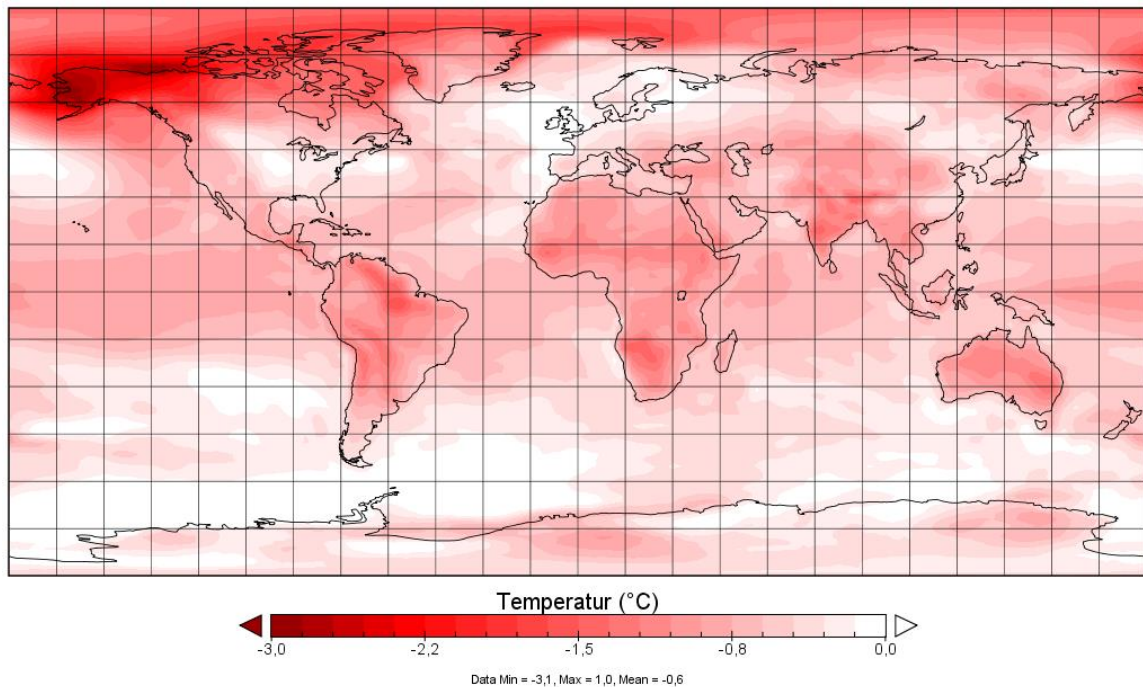 Temperatur (°C)
-3,0 -2,2 -1,5 -0,8 0,0
Data Min = -3,1, Max = 1,0, Mean = -0,6